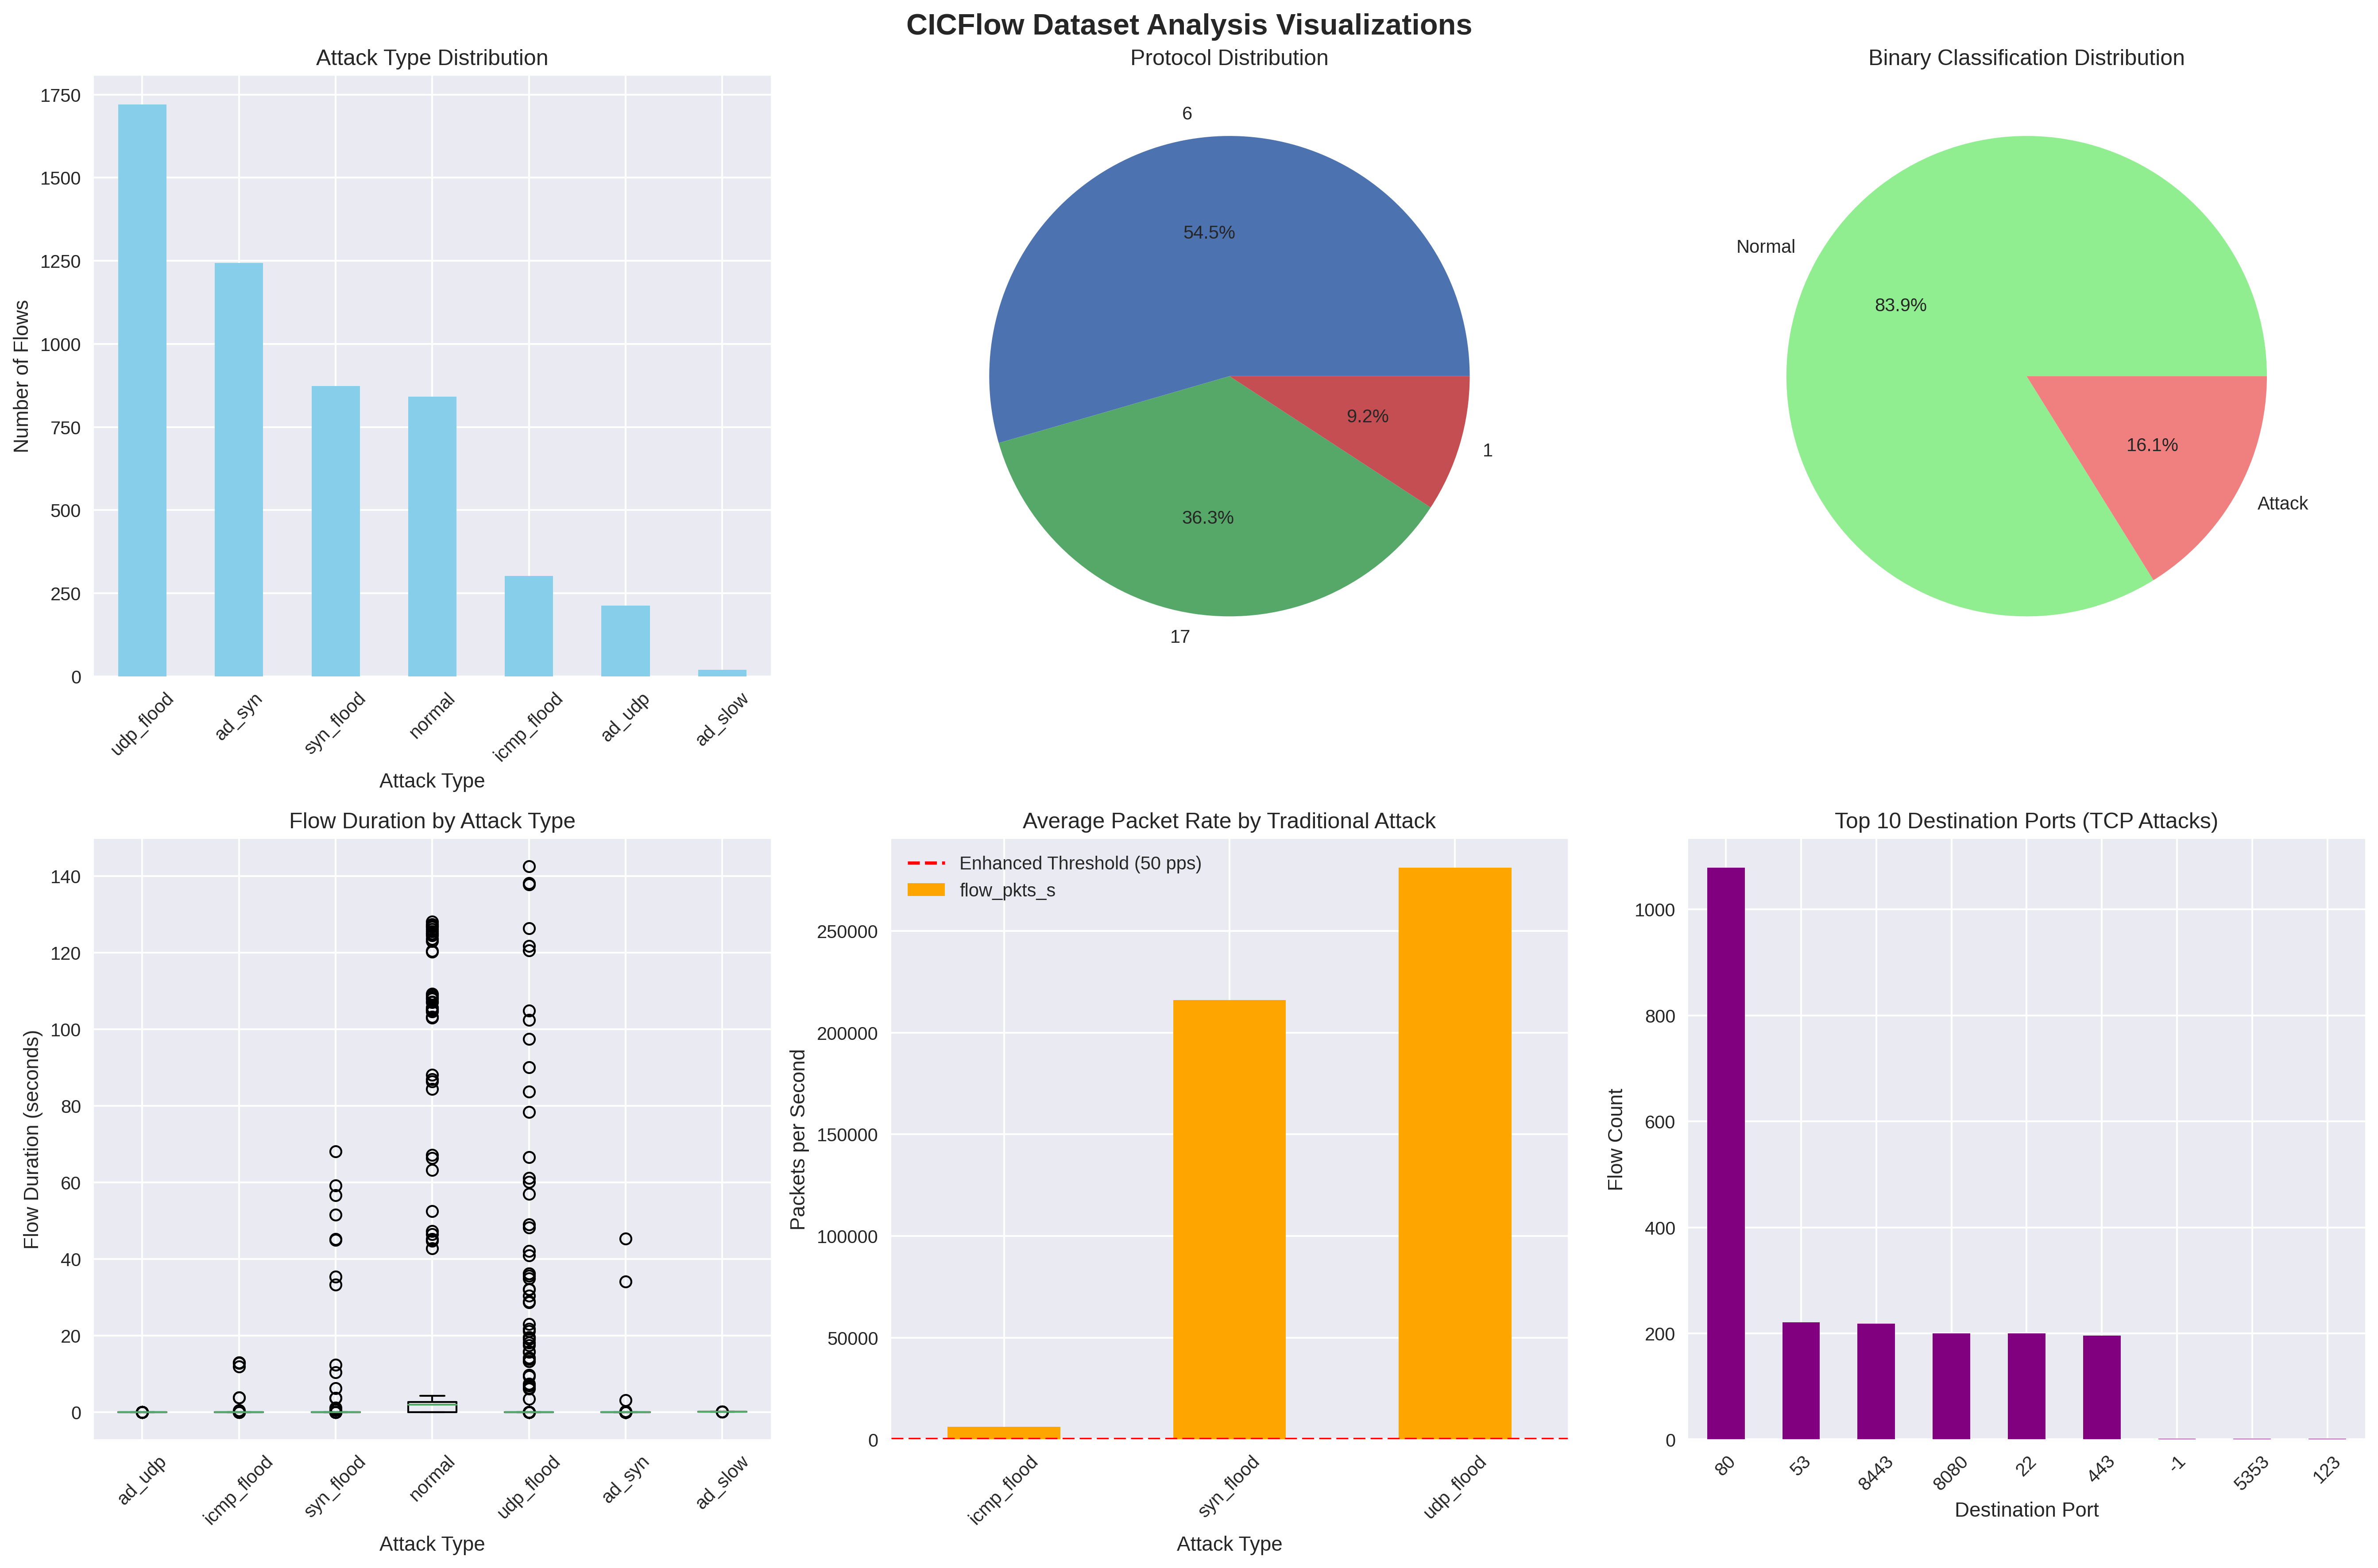 CICFlow Dataset Analysis Visualizations
Attack Type Distribution
Number of Flows
1750
1500
1250
1000
750
500
250
0
udp_flood
ad_syn
syn_flood
normal
icmp_flood
ad_udp
ad_slow
Attack Type
Protocol Distribution
6
54.5%
9.2%
1
36.3%
17
Binary Classification Distribution
Normal
83.9%
16.1%
Attack
Flow Duration by Attack Type
Flow Duration (seconds)
140
120
100
80
60
40
20
0
ad_udp
icmp_flood
syn_flood
normal
udp_flood
ad_syn
ad_slow
Attack Type
Average Packet Rate by Traditional Attack
Enhanced Threshold (50 pps)
flow_pkts_s
Packets per Second
250000
200000
150000
100000
50000
0
icmp_flood
syn_flood
udp_flood
Attack Type
Top 10 Destination Ports (TCP Attacks)
Flow Count
1000
800
600
400
200
0
80
53
8443
8080
22
443
-1
5353
123
Destination Port